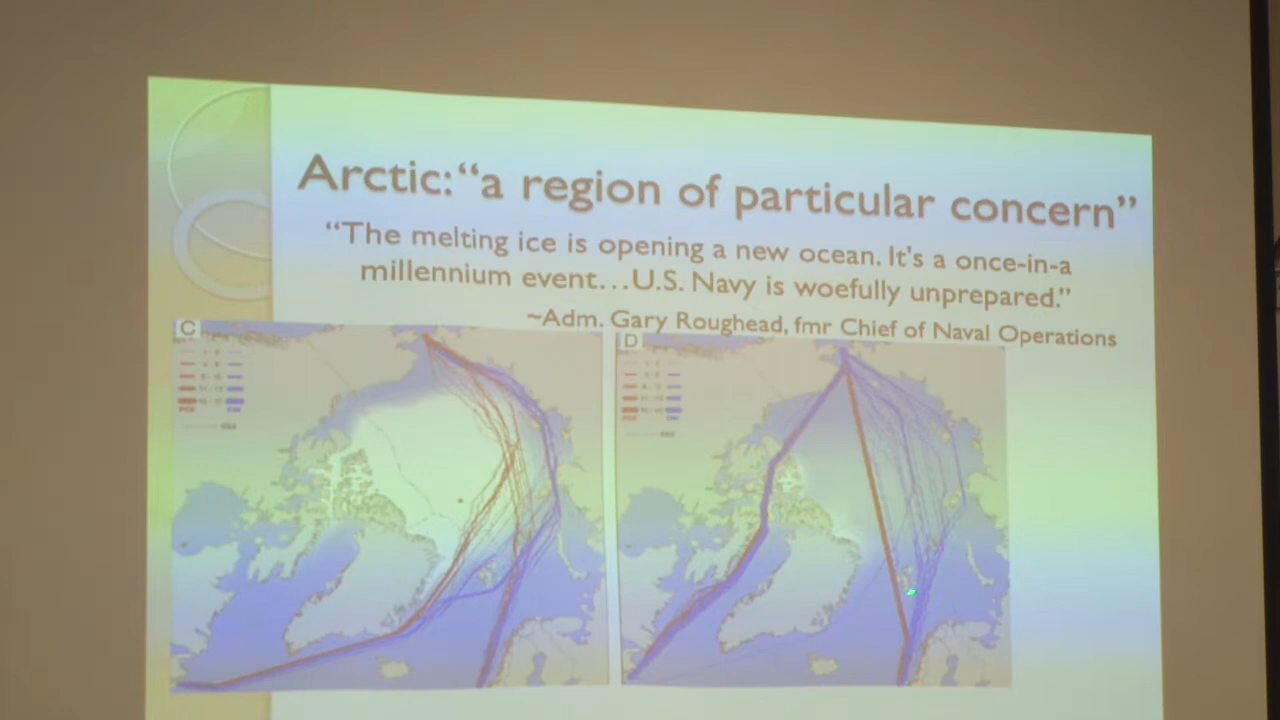 Arctic: “a region of particular concern”
“The melting ice is opening a new ocean. It's a once-in-a
millennium event...U.S. Navy is woefully unprepared.”
~Adm. Gary Roughead, fmr Chief of Naval Operations
C
D